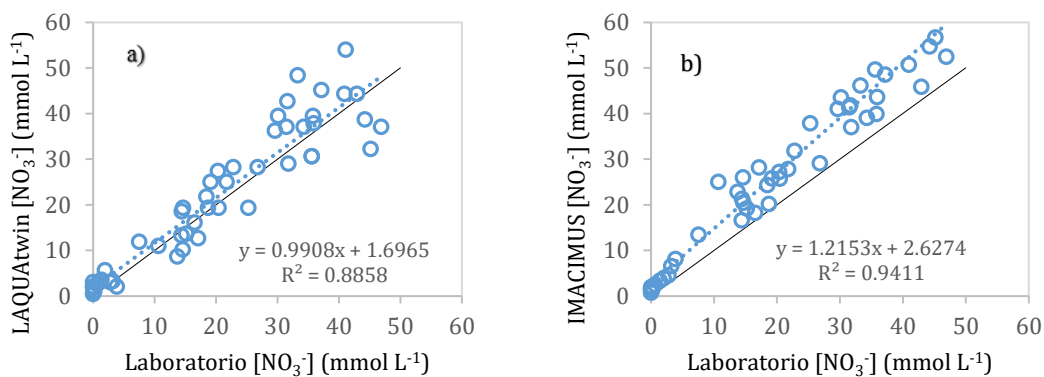 a)
LAQUAtwin [NO₃⁻] (mmol L⁻¹)
60
50
40
30
20
10
0
y = 0.9908x + 1.6965
R² = 0.8858
0 10 20 30 40 50 60
Laboratorio [NO₃⁻] (mmol L⁻¹)
b)
IMACIMUS [NO₃⁻] (mmol L⁻¹)
60
50
40
30
20
10
0
y = 1.2153x + 2.6274
R² = 0.9411
0 10 20 30 40 50 60
Laboratorio [NO₃⁻] (mmol L⁻¹)